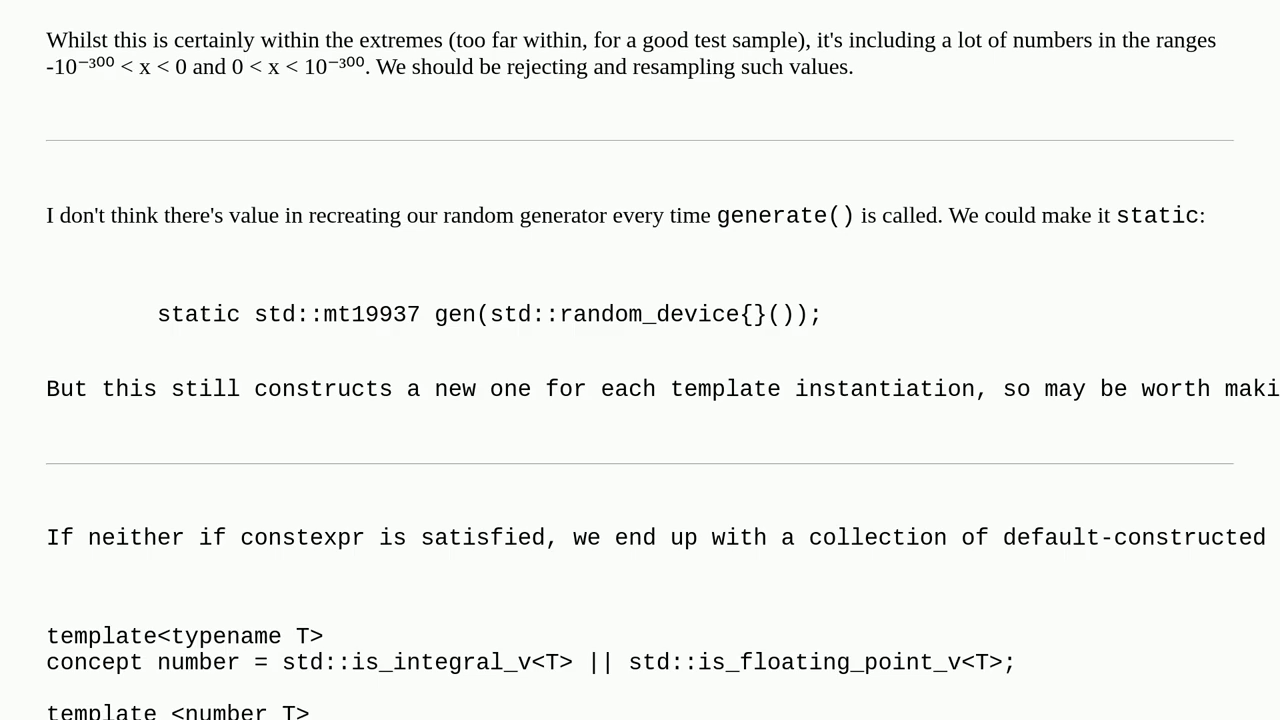 Whilst this is certainly within the extremes (too far within, for a good test sample), it's including a lot of numbers in the ranges
-10⁻³⁰⁰ < x < 0 and 0 < x < 10⁻³⁰⁰. We should be rejecting and resampling such values.
I don't think there's value in recreating our random generator every time generate() is called. We could make it static:
static std::mt19937 gen(std::random_device{}());
But this still constructs a new one for each template instantiation, so may be worth maki
If neither if constexpr is satisfied, we end up with a collection of default-constructed
template<typename T>
concept number = std::is_integral_v<T> || std::is_floating_point_v<T>;
template <number T>